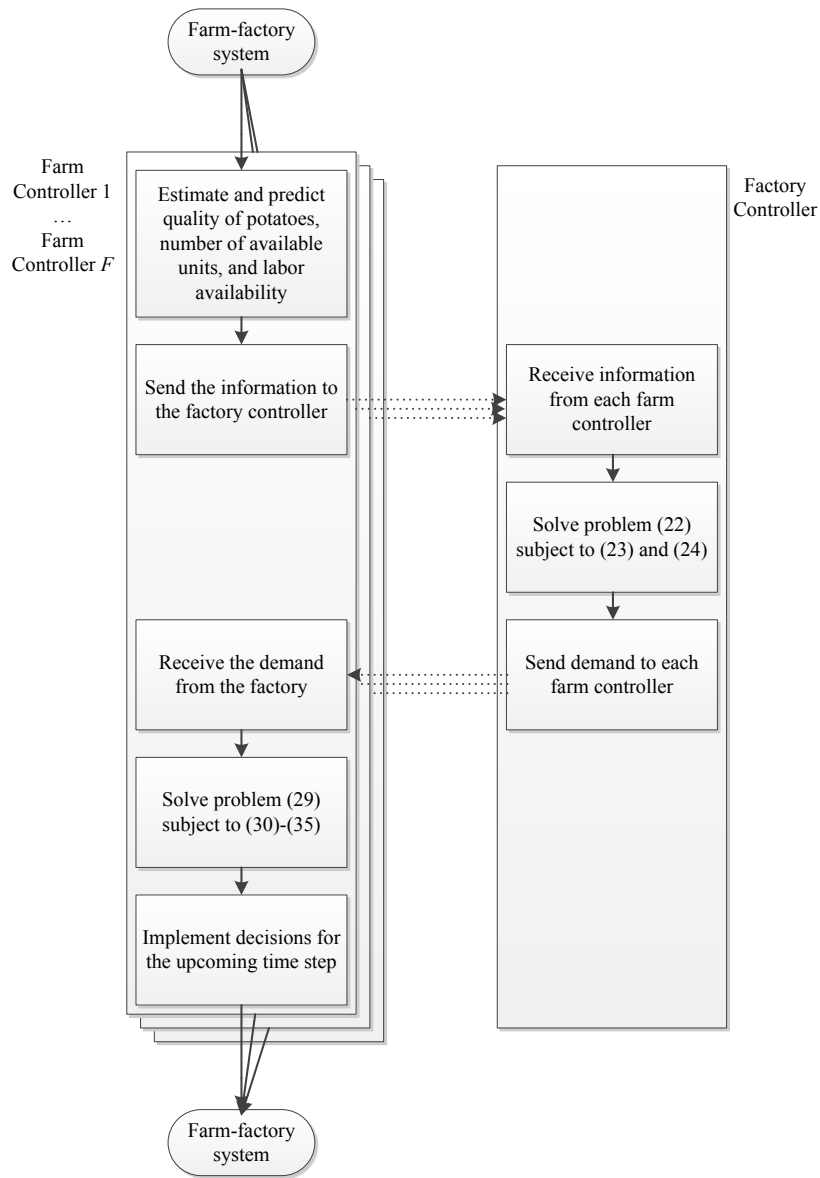 Farm-factory
system
Farm
Controller 1
…
Farm
Controller F
Factory
Controller
Estimate and predict
quality of potatoes,
number of available
units, and labor
availability
Send the information to
the factory controller
Receive information
from each farm
controller
Solve problem (22)
subject to (23) and (24)
Send demand to each
farm controller
Receive the demand
from the factory
Solve problem (29)
subject to (30)-(35)
Implement decisions for
the upcoming time step
Farm-factory
system